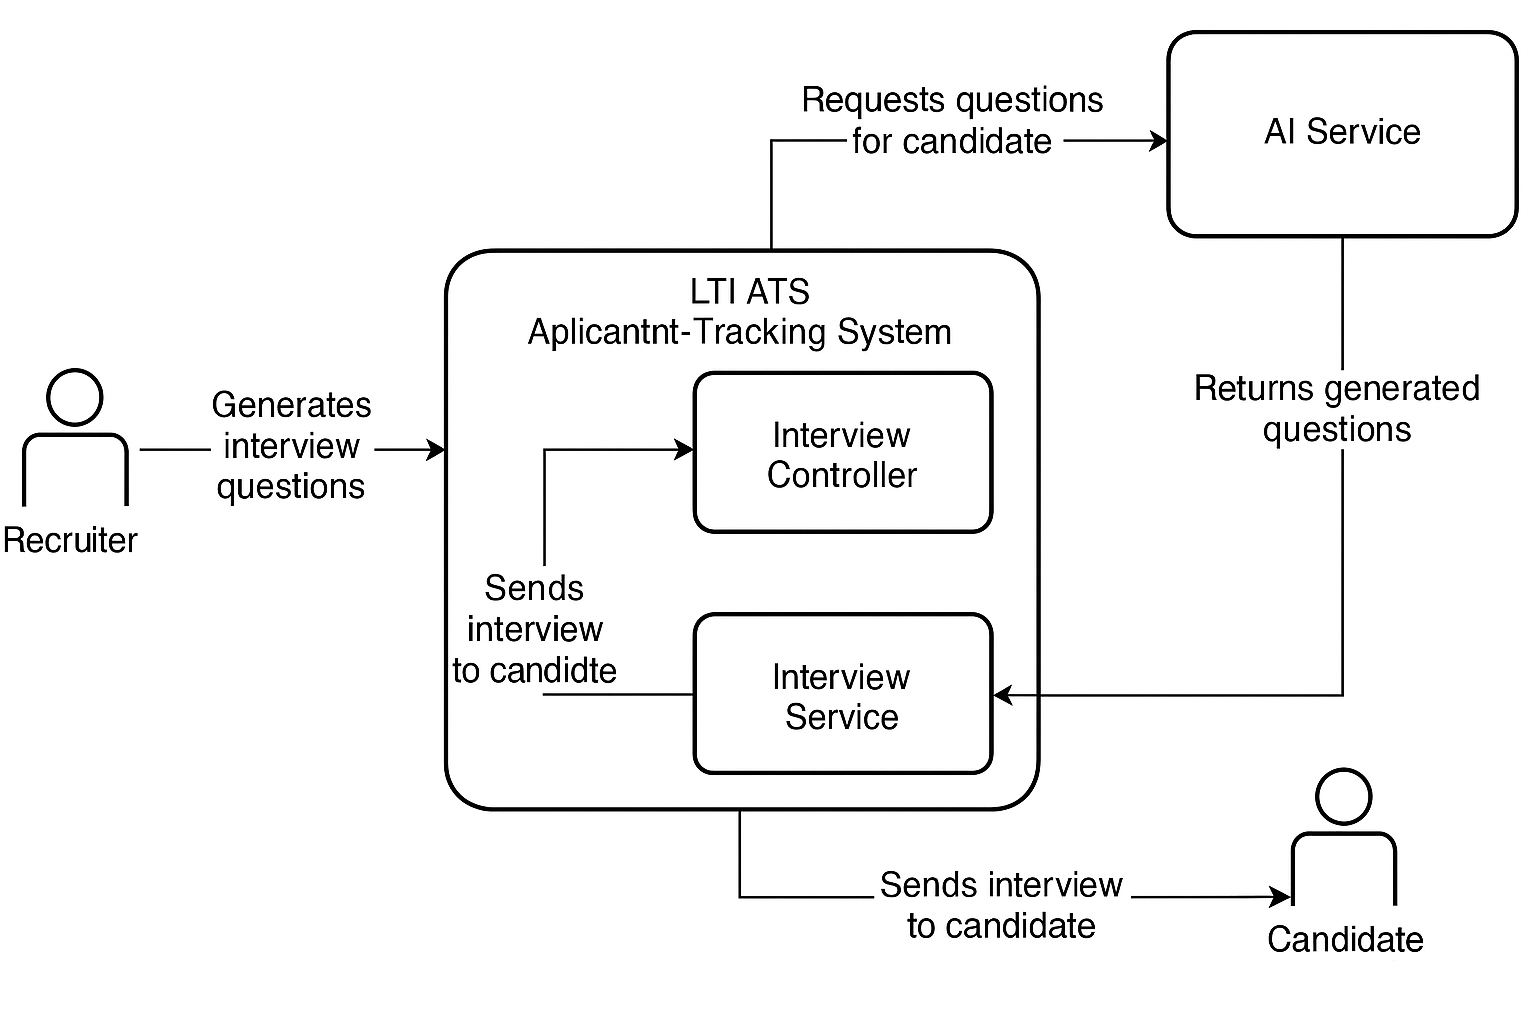 Requests questions
for candidate
AI Service
LTI ATS
Aplicantnt-Tracking System
Generates
interview
questions
Recruiter
Interview
Controller
Returns generated
questions
Sends
interview
to candidte
Interview
Service
Sends interview
to candidate
Candidate